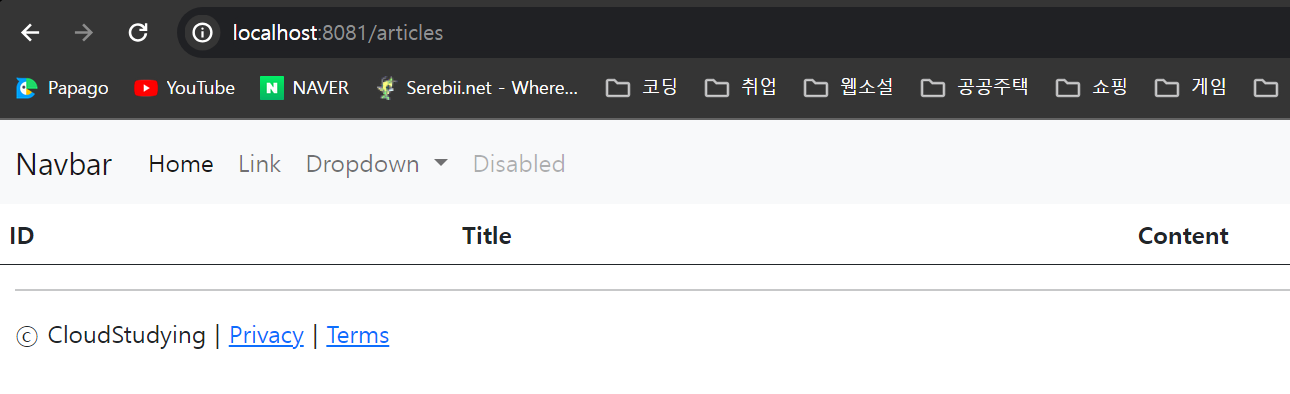 localhost:8081/articles
Papago YouTube NAVER Serebii.net - Where... 코딩 취업 웹소설 공공주택 쇼핑 게임
Navbar Home Link Dropdown Disabled
ID Title Content
ⓒ CloudStudying | Privacy | Terms